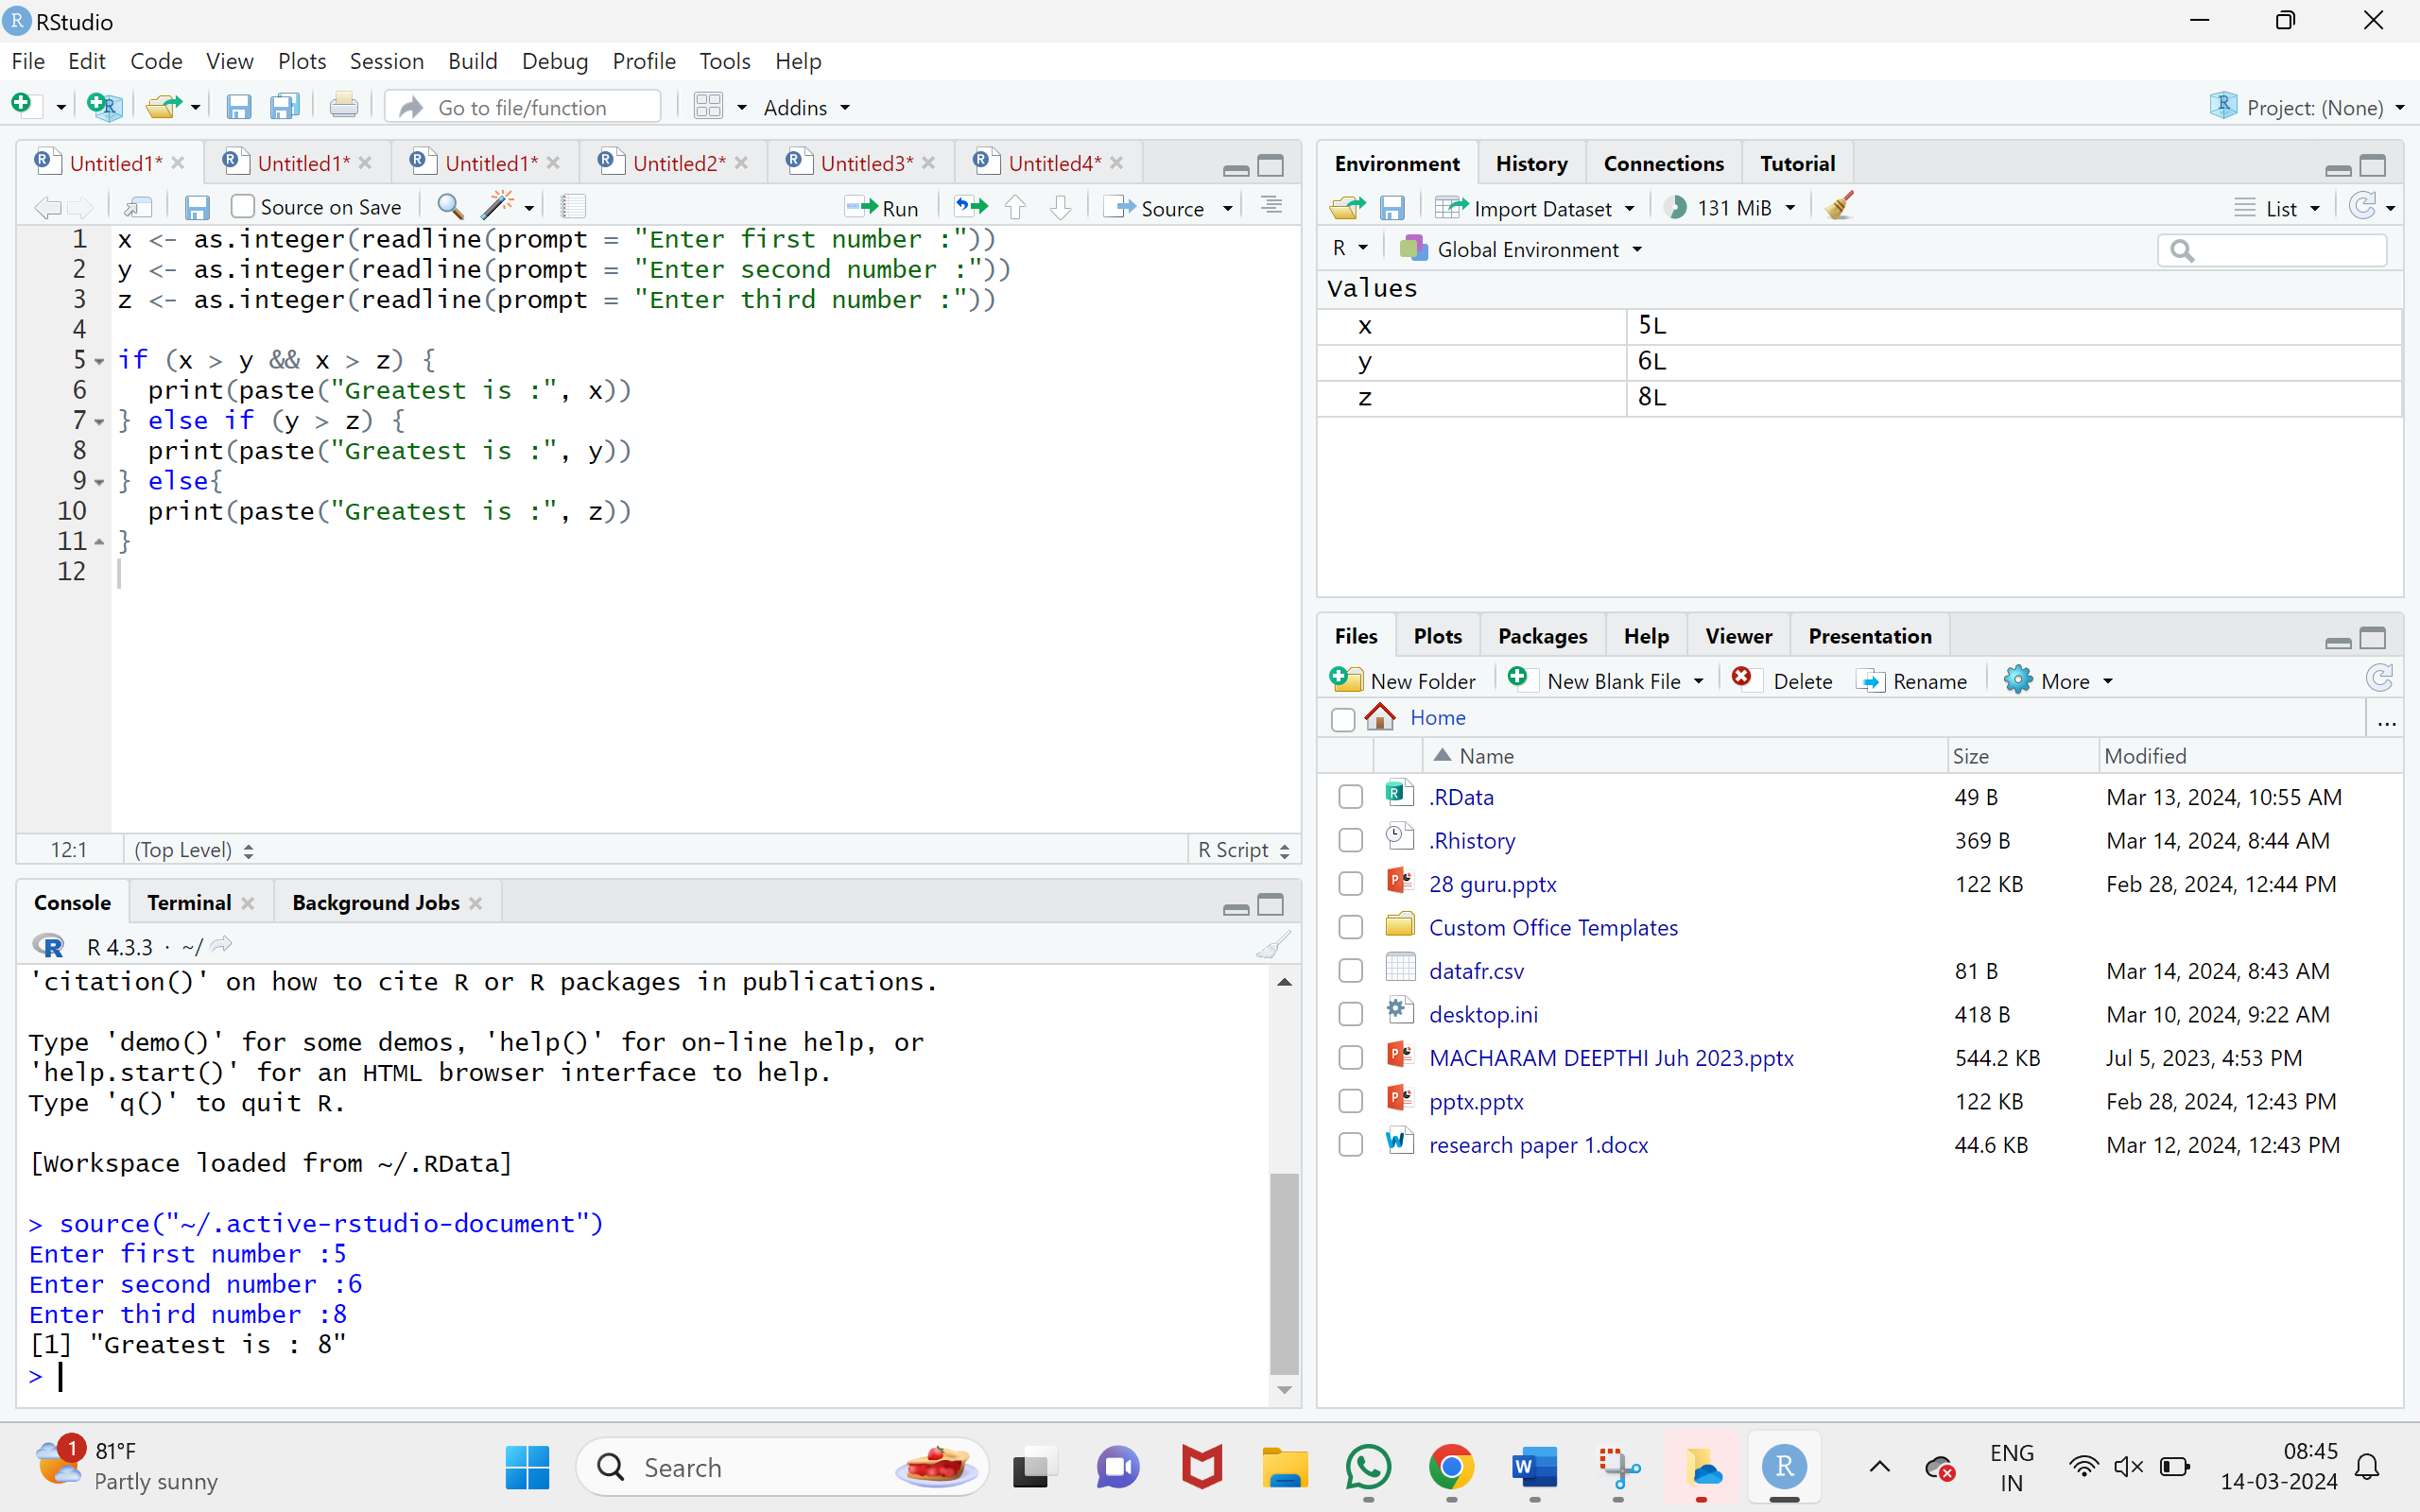 RStudio
File Edit Code View Plots Session Build Debug Profile Tools Help
Go to file/function Addins Project: (None)
Untitled1* Untitled1* Untitled1* Untitled2* Untitled3* Untitled4*
Source on Save Run Source
1 x <- as.integer(readline(prompt = "Enter first number :"))
2 y <- as.integer(readline(prompt = "Enter second number :"))
3 z <- as.integer(readline(prompt = "Enter third number :"))
4
5 if (x > y && x > z) {
6   print(paste("Greatest is :", x))
7 } else if (y > z) {
8   print(paste("Greatest is :", y))
9 } else{
10   print(paste("Greatest is :", z))
11 }
12
12:1 (Top Level) R Script
Console Terminal Background Jobs
R 4.3.3 · ~/
'citation()' on how to cite R or R packages in publications.
Type 'demo()' for some demos, 'help()' for on-line help, or
'help.start()' for an HTML browser interface to help.
Type 'q()' to quit R.
[Workspace loaded from ~/.RData]
> source("~/.active-rstudio-document")
Enter first number :5
Enter second number :6
Enter third number :8
[1] "Greatest is : 8"
>
Environment History Connections Tutorial
Import Dataset 131 MiB List
R Global Environment
Values
x 5L
y 6L
z 8L
Files Plots Packages Help Viewer Presentation
New Folder New Blank File Delete Rename More
Home ...
Name Size Modified
.RData 49 B Mar 13, 2024, 10:55 AM
.Rhistory 369 B Mar 14, 2024, 8:44 AM
28 guru.pptx 122 KB Feb 28, 2024, 12:44 PM
Custom Office Templates
datafr.csv 81 B Mar 14, 2024, 8:43 AM
desktop.ini 418 B Mar 10, 2024, 9:22 AM
MACHARAM DEEPTHI Juh 2023.pptx 544.2 KB Jul 5, 2023, 4:53 PM
pptx.pptx 122 KB Feb 28, 2024, 12:43 PM
research paper 1.docx 44.6 KB Mar 12, 2024, 12:43 PM
1 81°F
Partly sunny
Search
ENG
IN
08:45
14-03-2024